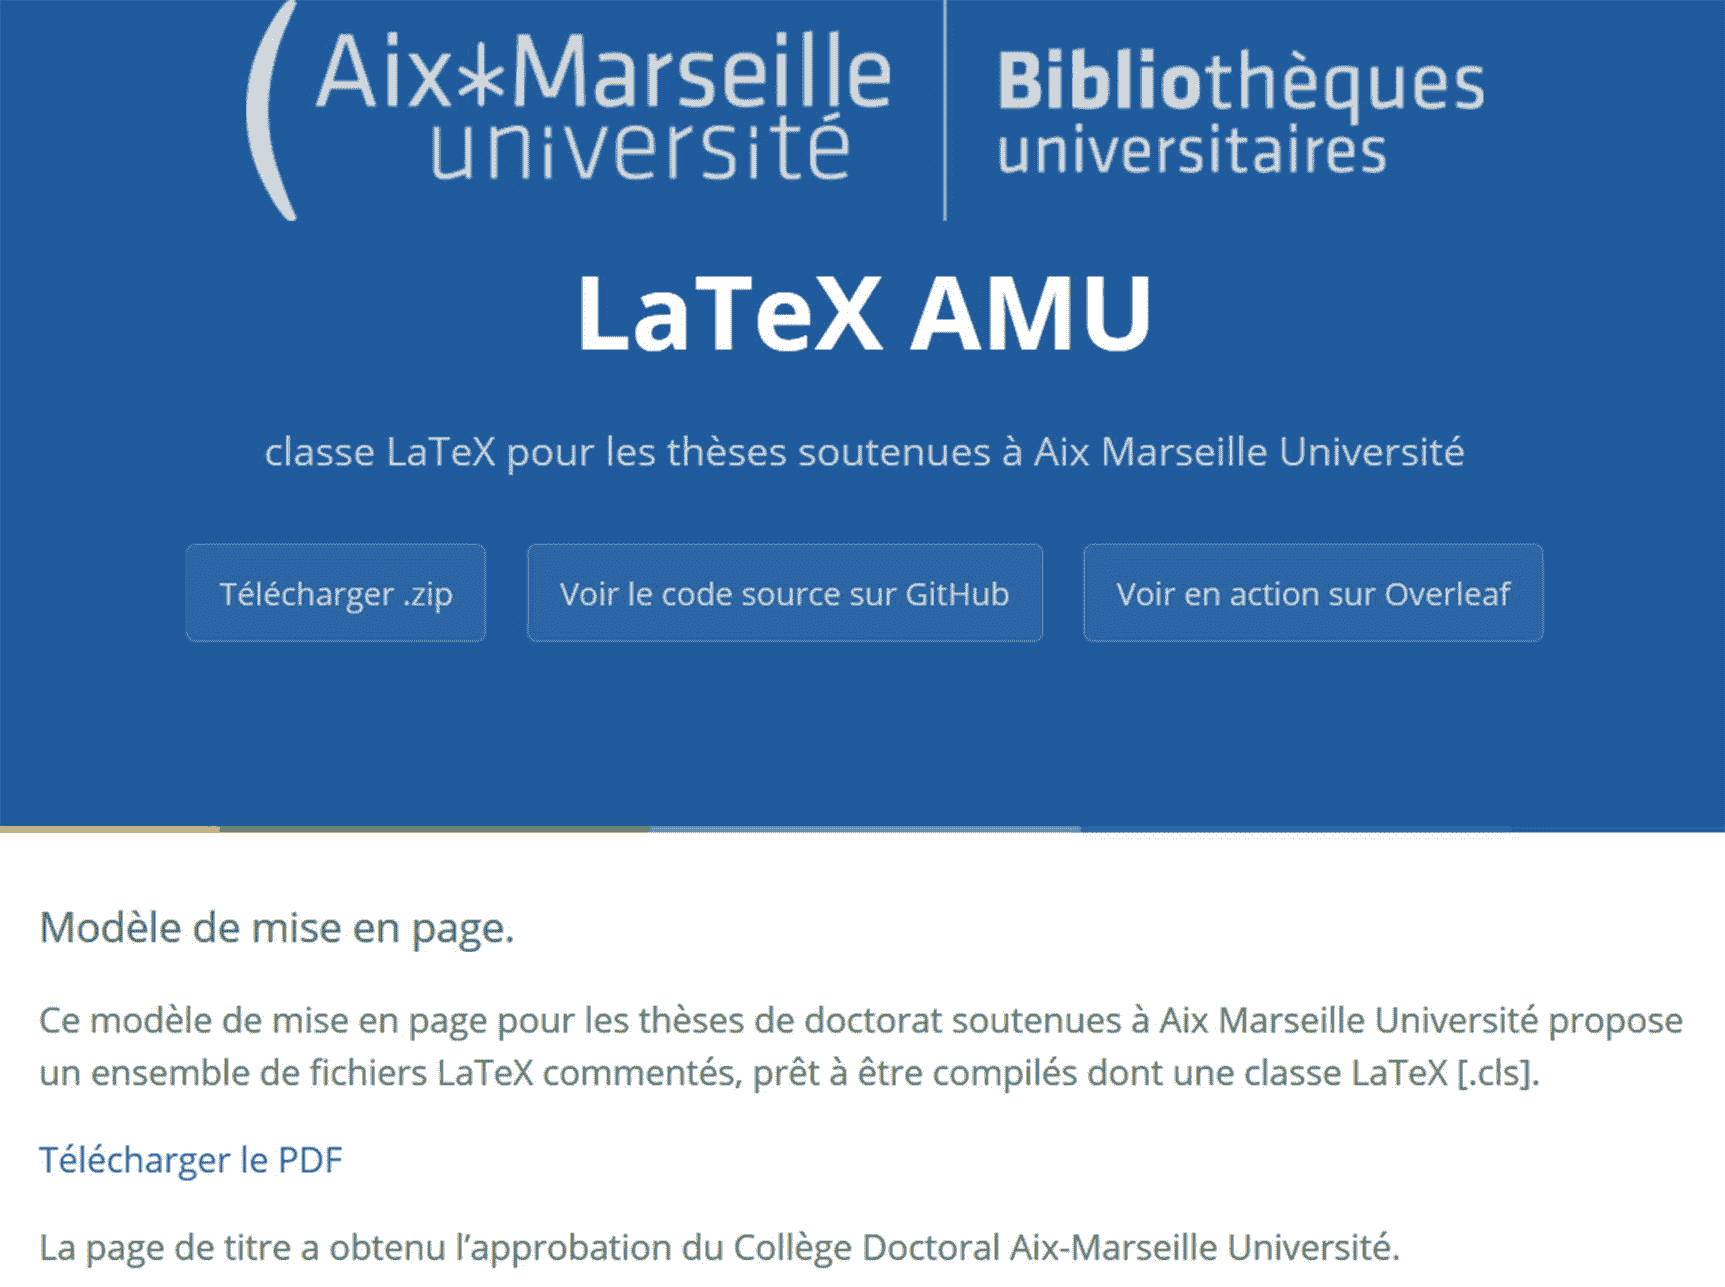 Aix*Marseille
université
Bibliothèques
universitaires
LaTeX AMU
classe LaTeX pour les thèses soutenues à Aix Marseille Université
Télécharger .zip
Voir le code source sur GitHub
Voir en action sur Overleaf
Modèle de mise en page.
Ce modèle de mise en page pour les thèses de doctorat soutenues à Aix Marseille Université propose
un ensemble de fichiers LaTeX commentés, prêt à être compilés dont une classe LaTeX [.cls].
Télécharger le PDF
La page de titre a obtenu l’approbation du Collège Doctoral Aix-Marseille Université.